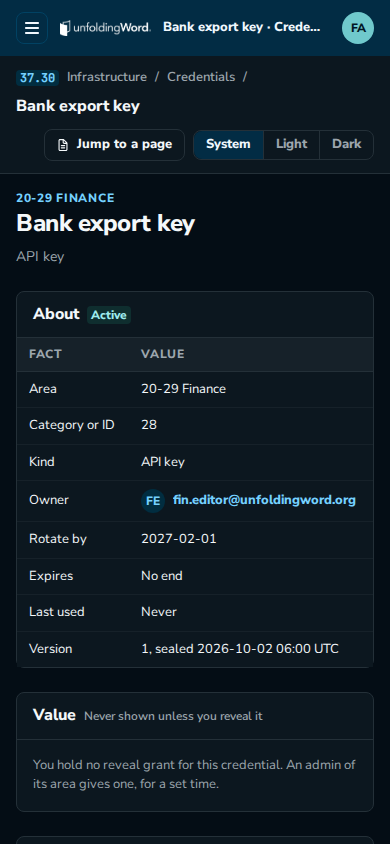 unfoldingWord. Bank export key · Crede... FA
37.30 Infrastructure / Credentials /
Bank export key
Jump to a page System Light Dark
20-29 FINANCE
Bank export key
API key
About Active
FACT VALUE
Area 20-29 Finance
Category or ID 28
Kind API key
Owner FE fin.editor@unfoldingword.org
Rotate by 2027-02-01
Expires No end
Last used Never
Version 1, sealed 2026-10-02 06:00 UTC
Value Never shown unless you reveal it
You hold no reveal grant for this credential. An admin of
its area gives one, for a set time.